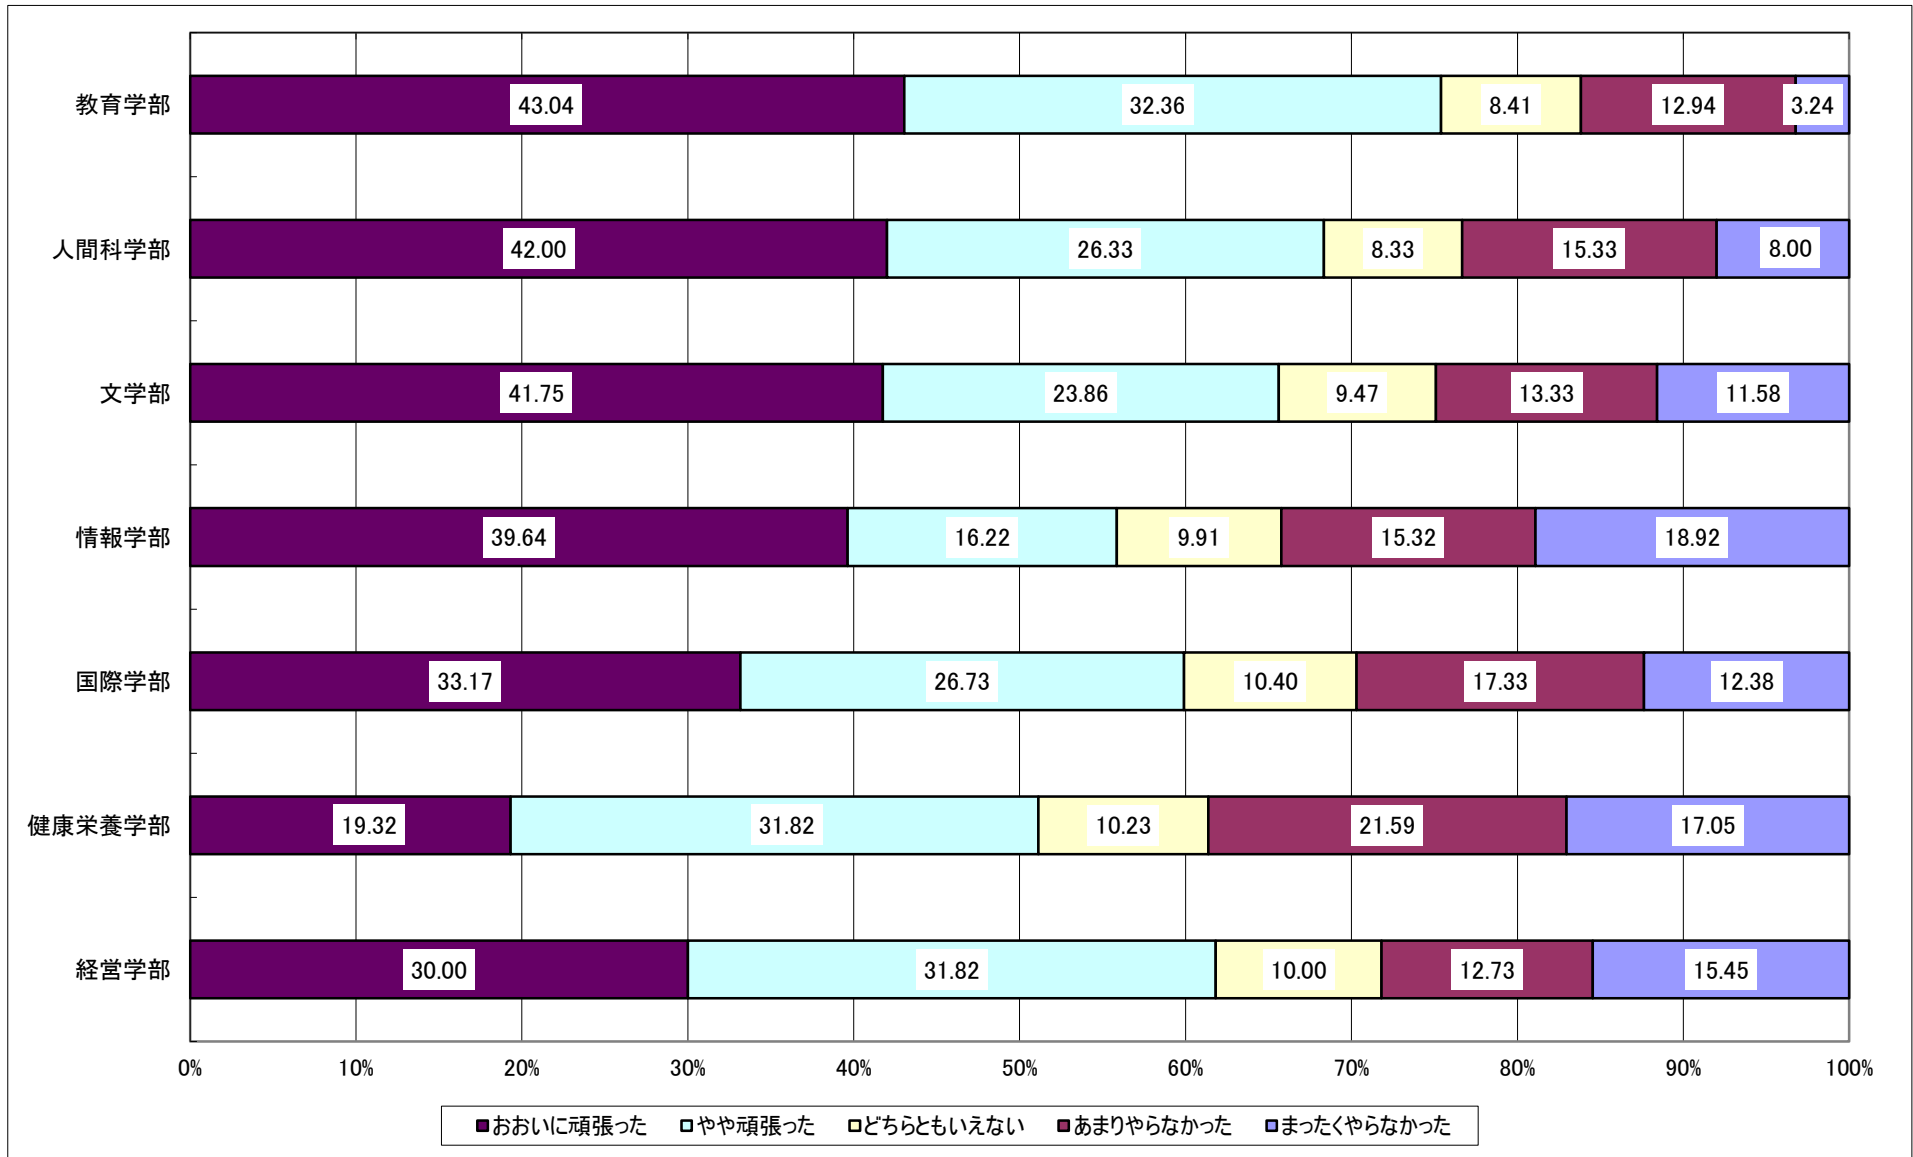 教育学部 43.04 32.36 8.41 12.94 3.24
人間科学部 42.00 26.33 8.33 15.33 8.00
文学部 41.75 23.86 9.47 13.33 11.58
情報学部 39.64 16.22 9.91 15.32 18.92
国際学部 33.17 26.73 10.40 17.33 12.38
健康栄養学部 19.32 31.82 10.23 21.59 17.05
経営学部 30.00 31.82 10.00 12.73 15.45
0% 10% 20% 30% 40% 50% 60% 70% 80% 90% 100%
おおいに頑張った やや頑張った どちらともいえない あまりやらなかった まったくやらなかった